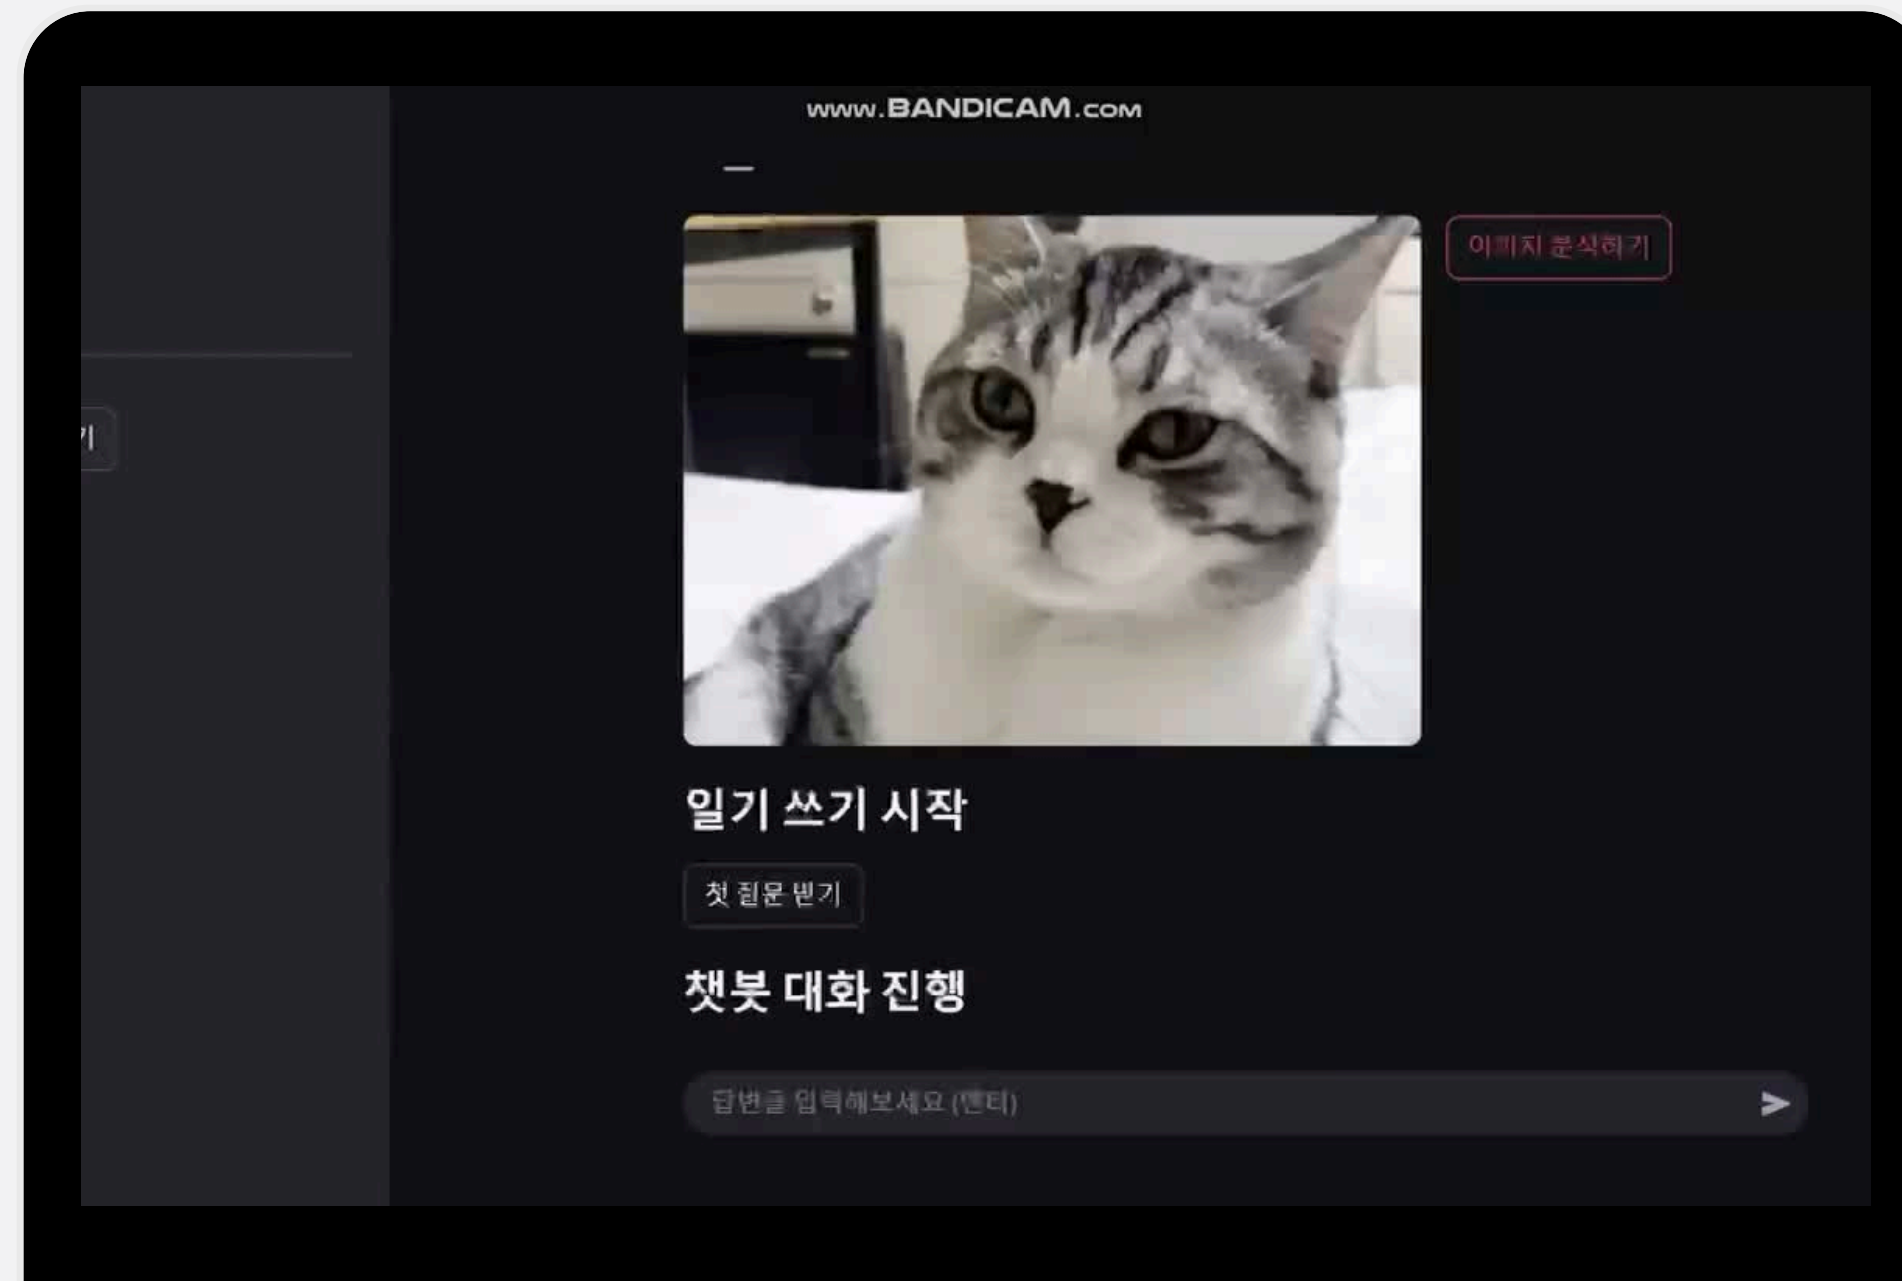 www.BANDICAM.COM
이미지 분석하기
기
일기 쓰기 시작
첫 질문 받기
챗봇 대화 진행
답변을 입력해보세요 (엔터)